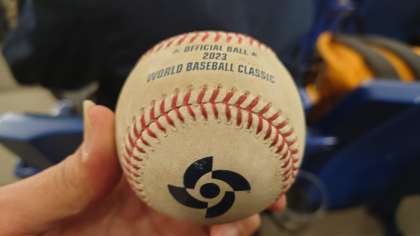 ★ OFFICIAL BALL ★
2023
WORLD BASEBALL CLASSIC